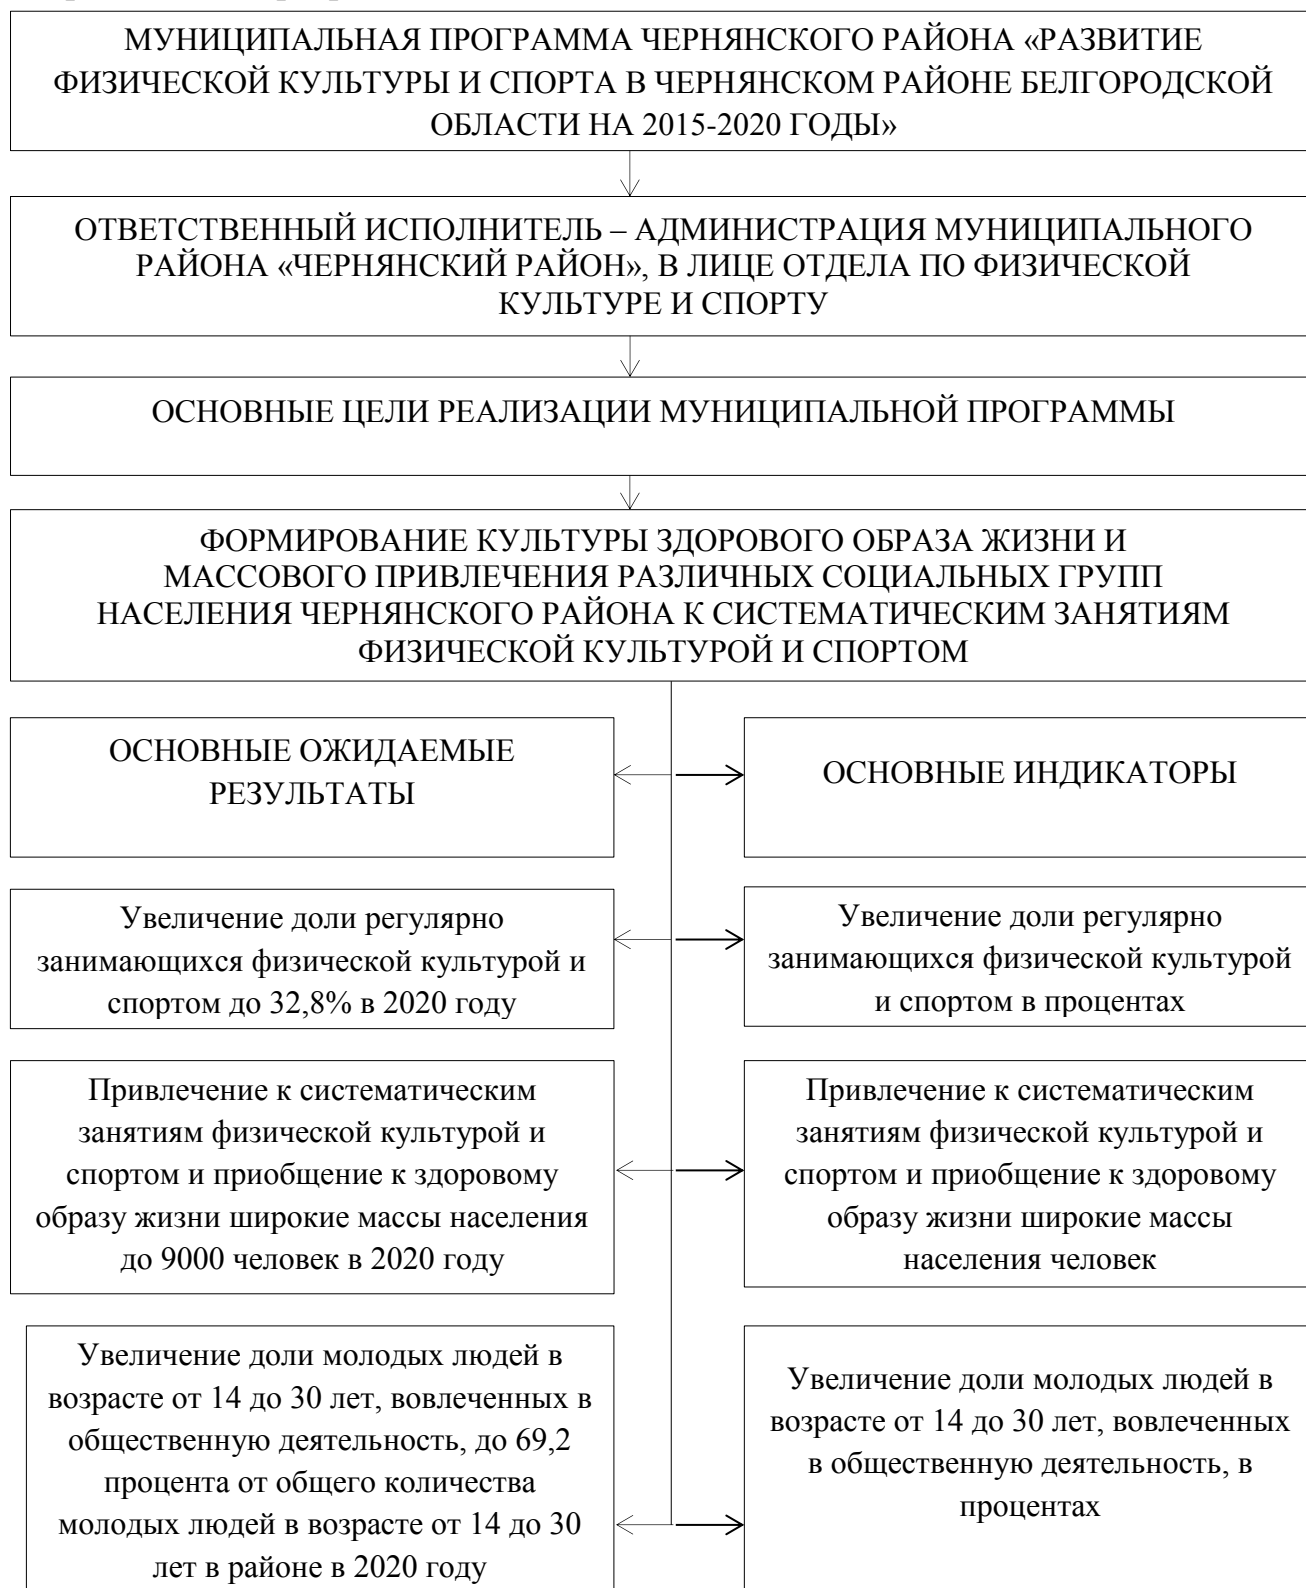 МУНИЦИПАЛЬНАЯ ПРОГРАММА ЧЕРНЯНСКОГО РАЙОНА «РАЗВИТИЕ
ФИЗИЧЕСКОЙ КУЛЬТУРЫ И СПОРТА В ЧЕРНЯНСКОМ РАЙОНЕ БЕЛГОРОДСКОЙ
ОБЛАСТИ НА 2015-2020 ГОДЫ»
ОТВЕТСТВЕННЫЙ ИСПОЛНИТЕЛЬ – АДМИНИСТРАЦИЯ МУНИЦИПАЛЬНОГО
РАЙОНА «ЧЕРНЯНСКИЙ РАЙОН», В ЛИЦЕ ОТДЕЛА ПО ФИЗИЧЕСКОЙ
КУЛЬТУРЕ И СПОРТУ
ОСНОВНЫЕ ЦЕЛИ РЕАЛИЗАЦИИ МУНИЦИПАЛЬНОЙ ПРОГРАММЫ
ФОРМИРОВАНИЕ КУЛЬТУРЫ ЗДОРОВОГО ОБРАЗА ЖИЗНИ И
МАССОВОГО ПРИВЛЕЧЕНИЯ РАЗЛИЧНЫХ СОЦИАЛЬНЫХ ГРУПП
НАСЕЛЕНИЯ ЧЕРНЯНСКОГО РАЙОНА К СИСТЕМАТИЧЕСКИМ ЗАНЯТИЯМ
ФИЗИЧЕСКОЙ КУЛЬТУРОЙ И СПОРТОМ
ОСНОВНЫЕ ОЖИДАЕМЫЕ
РЕЗУЛЬТАТЫ
ОСНОВНЫЕ ИНДИКАТОРЫ
Увеличение доли регулярно
занимающихся физической культурой и
спортом до 32,8% в 2020 году
Увеличение доли регулярно
занимающихся физической культурой
и спортом в процентах
Привлечение к систематическим
занятиям физической культурой и
спортом и приобщение к здоровому
образу жизни широкие массы населения
до 9000 человек в 2020 году
Привлечение к систематическим
занятиям физической культурой и
спортом и приобщение к здоровому
образу жизни широкие массы
населения человек
Увеличение доли молодых людей в
возрасте от 14 до 30 лет, вовлеченных в
общественную деятельность, до 69,2
процента от общего количества
молодых людей в возрасте от 14 до 30
лет в районе в 2020 году
Увеличение доли молодых людей в
возрасте от 14 до 30 лет, вовлеченных
в общественную деятельность, в
процентах